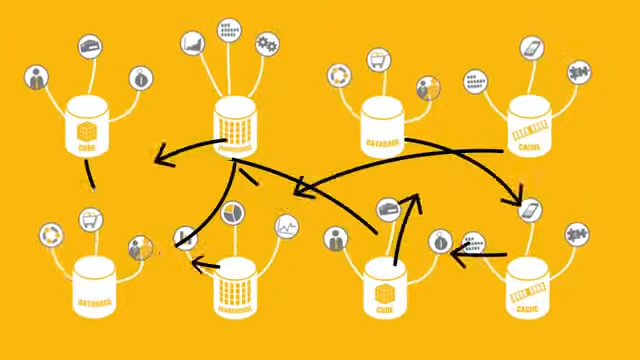 CUBE
WAREHOUSE
DATABASE
CACHE
DATABASE
WAREHOUSE
CUBE
CACHE